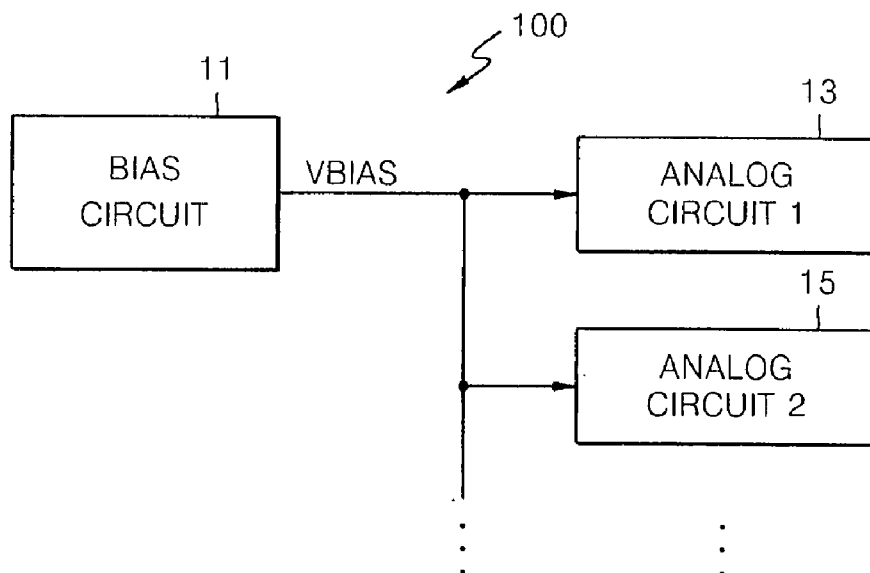 100
11
BIAS
CIRCUIT
VBIAS
13
ANALOG
CIRCUIT 1
15
ANALOG
CIRCUIT 2